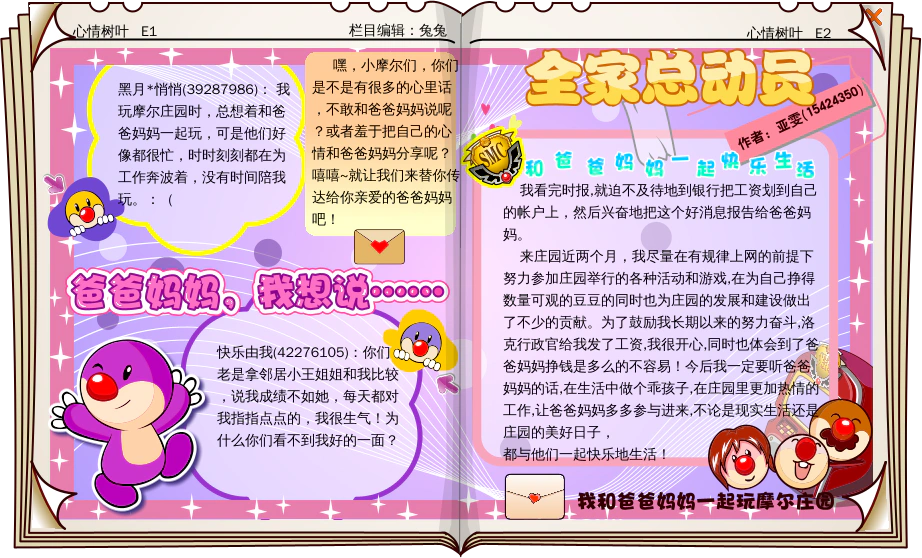 心情树叶 E1
栏目编辑：兔兔
黑月*悄悄(39287986)：我
玩摩尔庄园时，总想着和爸
爸妈妈一起玩，可是他们好
像都很忙，时时刻刻都在为
工作奔波着，没有时间陪我
玩。：（
嘿，小摩尔们，你们
是不是有很多的心里话
，不敢和爸爸妈妈说呢
？或者羞于把自己的心
情和爸爸妈妈分享呢？
嘻嘻~就让我们来替你传
达给你亲爱的爸爸妈妈
吧！
爸爸妈妈、我想说……
快乐由我(42276105)：你们
老是拿邻居小王姐姐和我比较
，说我成绩不如她，每天都对
我指指点点的，我很生气！为
什么你们看不到我好的一面？
心情树叶 E2
全家总动员
作者：亚雯(15424350)
SMC
和爸爸妈妈一起快乐生活
我看完时报,就迫不及待地到银行把工资划到自己
的帐户上，然后兴奋地把这个好消息报告给爸爸妈
妈。
来庄园近两个月，我尽量在有规律上网的前提下
努力参加庄园举行的各种活动和游戏,在为自己挣得
数量可观的豆豆的同时也为庄园的发展和建设做出
了不少的贡献。为了鼓励我长期以来的努力奋斗,洛
克行政官给我发了工资,我很开心,同时也体会到了爸
爸妈妈挣钱是多么的不容易！今后我一定要听爸爸
妈妈的话,在生活中做个乖孩子,在庄园里更加热情的
工作,让爸爸妈妈多多参与进来,不论是现实生活还是
庄园的美好日子，
都与他们一起快乐地生活！
我和爸爸妈妈一起玩摩尔庄园